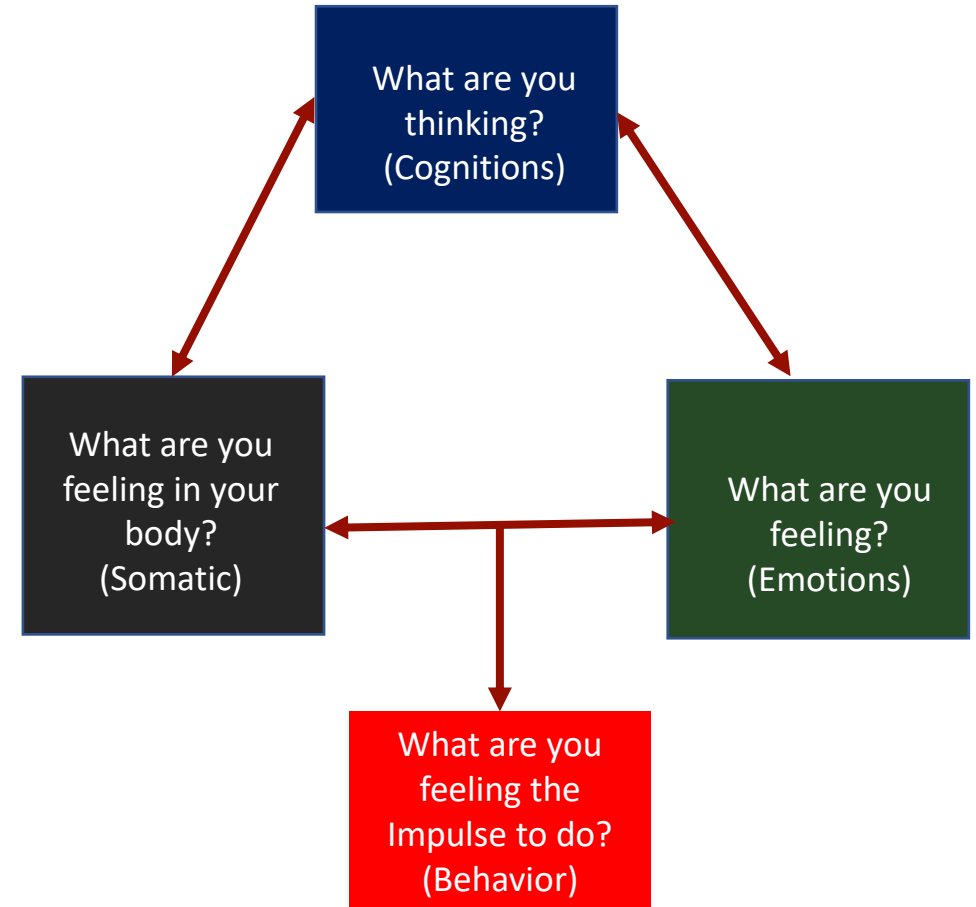 What are you
thinking?
(Cognitions)
What are you
feeling in your
body?
(Somatic)
What are you
feeling?
(Emotions)
What are you
feeling the
Impulse to do?
(Behavior)